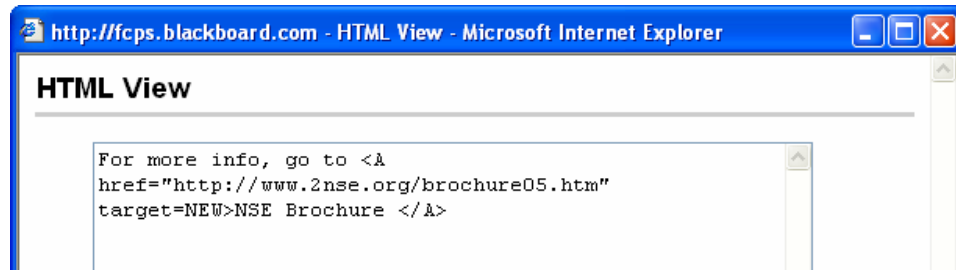 http://fcps.blackboard.com - HTML View - Microsoft Internet Explorer
HTML View
For more info, go to <A
href="http://www.2nse.org/brochure05.htm"
target=NEW>NSE Brochure </A>